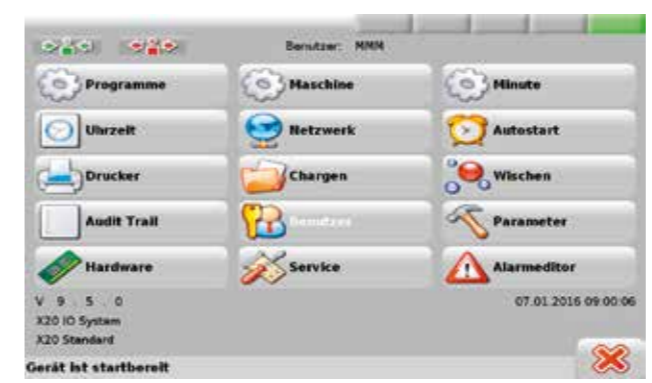 Benutzer: MMM
Programme Maschine Minute
Uhrzeit Netzwerk Autostart
Drucker Chargen Wischen
Audit Trail Benutzer Parameter
Hardware Service Alarmeditor
V 9 . 5 . 0 07.01.2016 09:00:06
X20 IO System
X20 Standard
Gerät ist startbereit